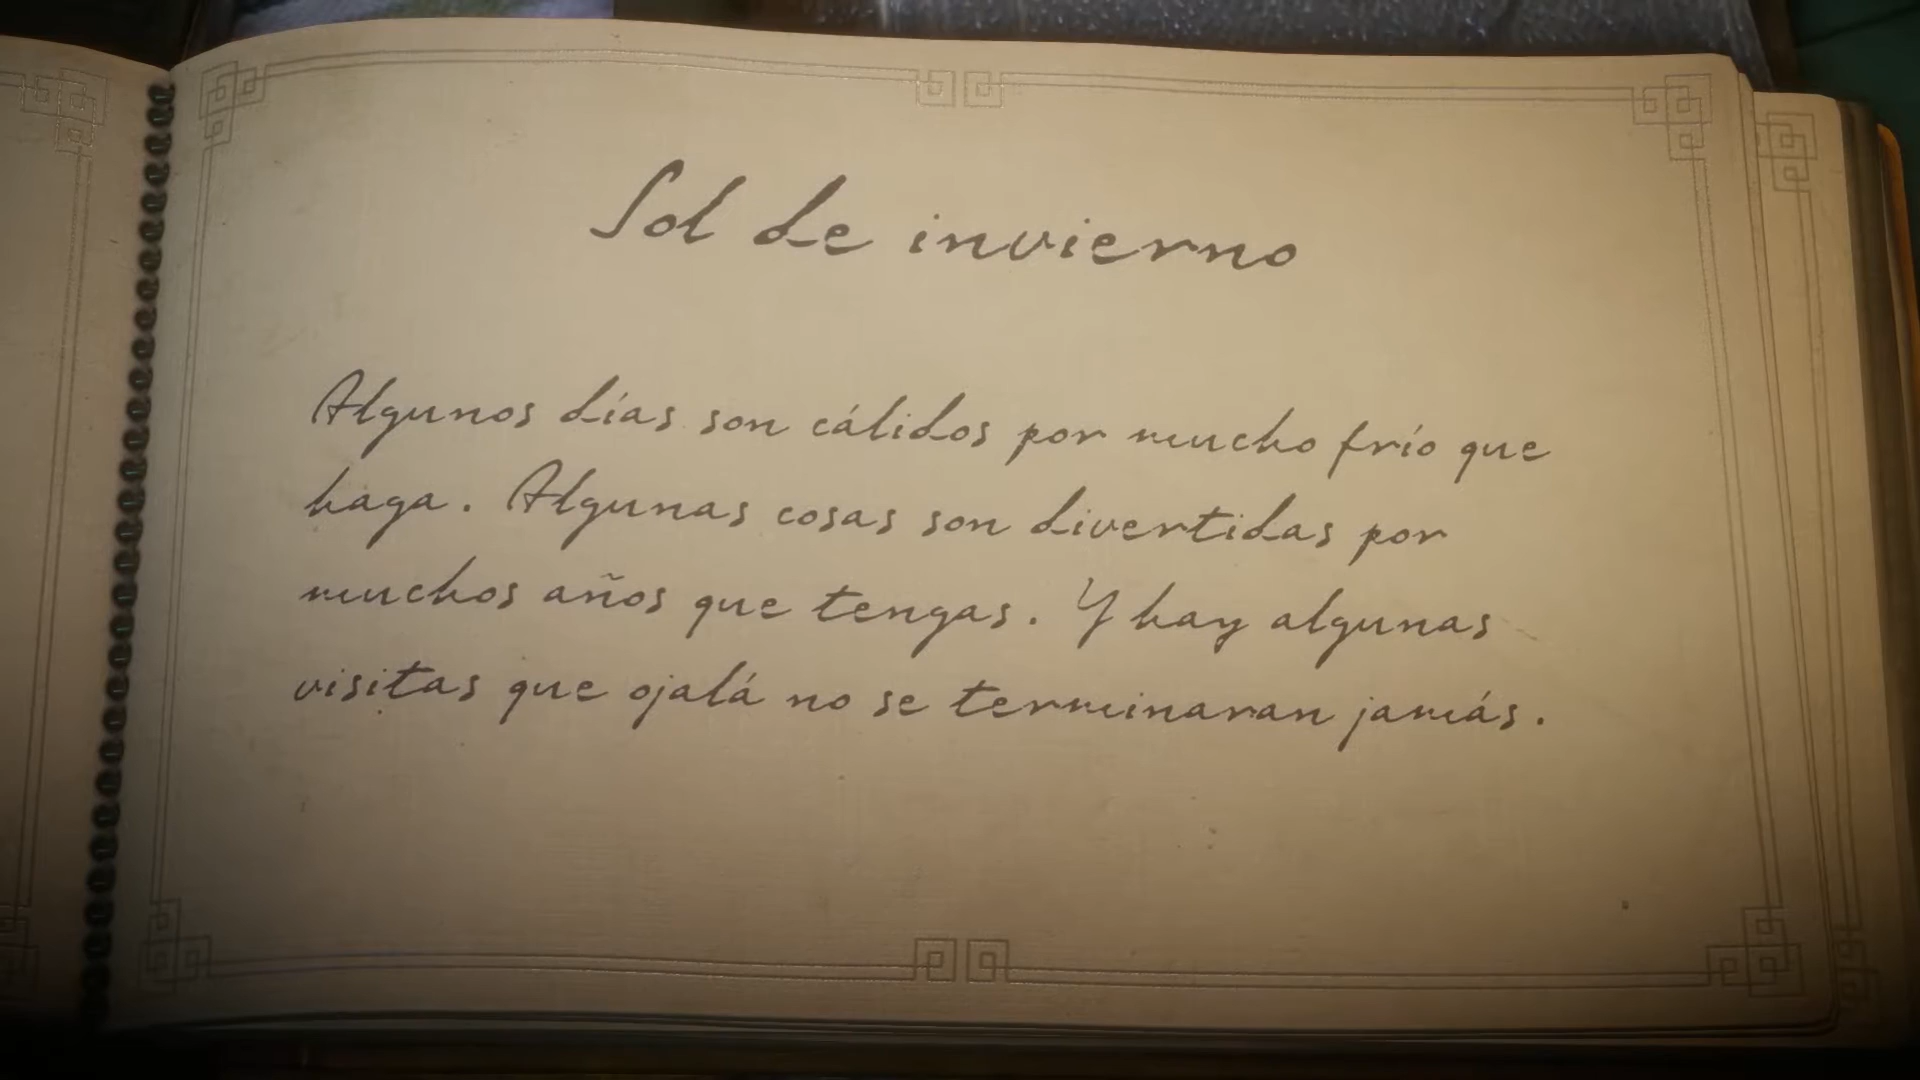 Sol de invierno
Algunos días son cálidos por mucho frío que
haga. Algunas cosas son divertidas por
muchos años que tengas. Y hay algunas
visitas que ojalá no se terminaran jamás.